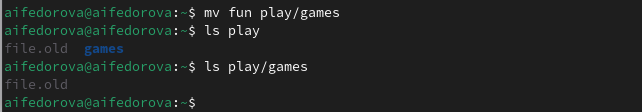 aifedorova@aifedorova:~$ mv fun play/games
aifedorova@aifedorova:~$ ls play
file.old  games
aifedorova@aifedorova:~$ ls play/games
file.old
aifedorova@aifedorova:~$